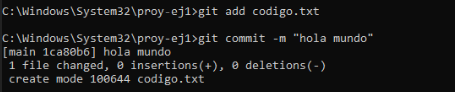 C:\Windows\System32\proy-ej1>git add codigo.txt
C:\Windows\System32\proy-ej1>git commit -m "hola mundo"
[main 1ca80b6] hola mundo
1 file changed, 0 insertions(+), 0 deletions(-)
create mode 100644 codigo.txt